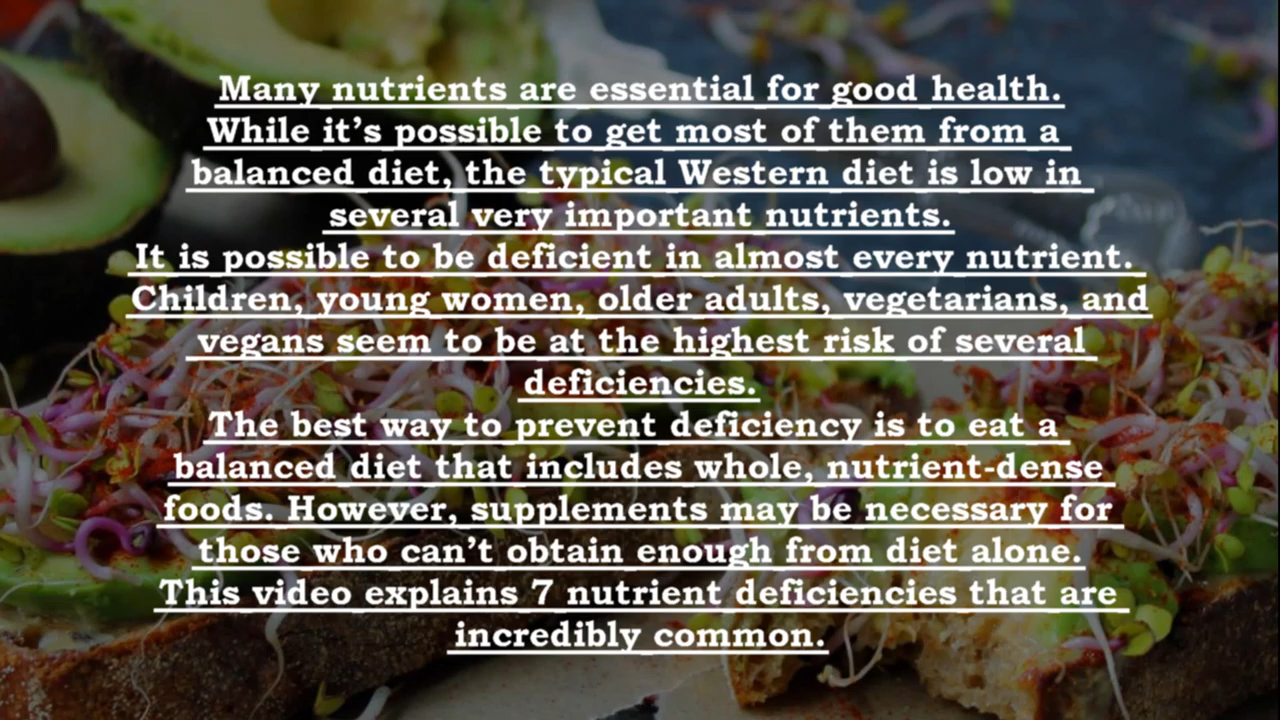 Many nutrients are essential for good health.
While it’s possible to get most of them from a
balanced diet, the typical Western diet is low in
several very important nutrients.
It is possible to be deficient in almost every nutrient.
Children, young women, older adults, vegetarians, and
vegans seem to be at the highest risk of several
deficiencies.
The best way to prevent deficiency is to eat a
balanced diet that includes whole, nutrient-dense
foods. However, supplements may be necessary for
those who can’t obtain enough from diet alone.
This video explains 7 nutrient deficiencies that are
incredibly common.